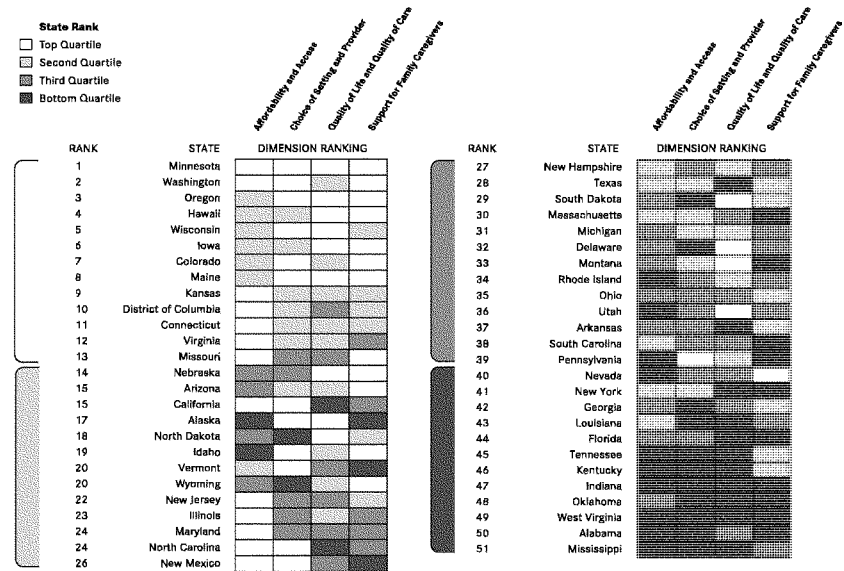 State Rank
Top Quartile
Second Quartile
Third Quartile
Bottom Quartile
Affordability and Access
Choice of Setting and Provider
Quality of Life and Quality of Care
Support for Family Caregivers
RANK STATE DIMENSION RANKING
1 Minnesota
2 Washington
3 Oregon
4 Hawaii
5 Wisconsin
6 Iowa
7 Colorado
8 Maine
9 Kansas
10 District of Columbia
11 Connecticut
12 Virginia
13 Missouri
14 Nebraska
15 Arizona
15 California
17 Alaska
18 North Dakota
19 Idaho
20 Vermont
20 Wyoming
22 New Jersey
23 Illinois
24 Maryland
24 North Carolina
26 New Mexico
Affordability and Access
Choice of Setting and Provider
Quality of Life and Quality of Care
Support for Family Caregivers
RANK STATE DIMENSION RANKING
27 New Hampshire
28 Texas
29 South Dakota
30 Massachusetts
31 Michigan
32 Delaware
33 Montana
34 Rhode Island
35 Ohio
36 Utah
37 Arkansas
38 South Carolina
39 Pennsylvania
40 Nevada
41 New York
42 Georgia
43 Louisiana
44 Florida
45 Tennessee
46 Kentucky
47 Indiana
48 Oklahoma
49 West Virginia
50 Alabama
51 Mississippi